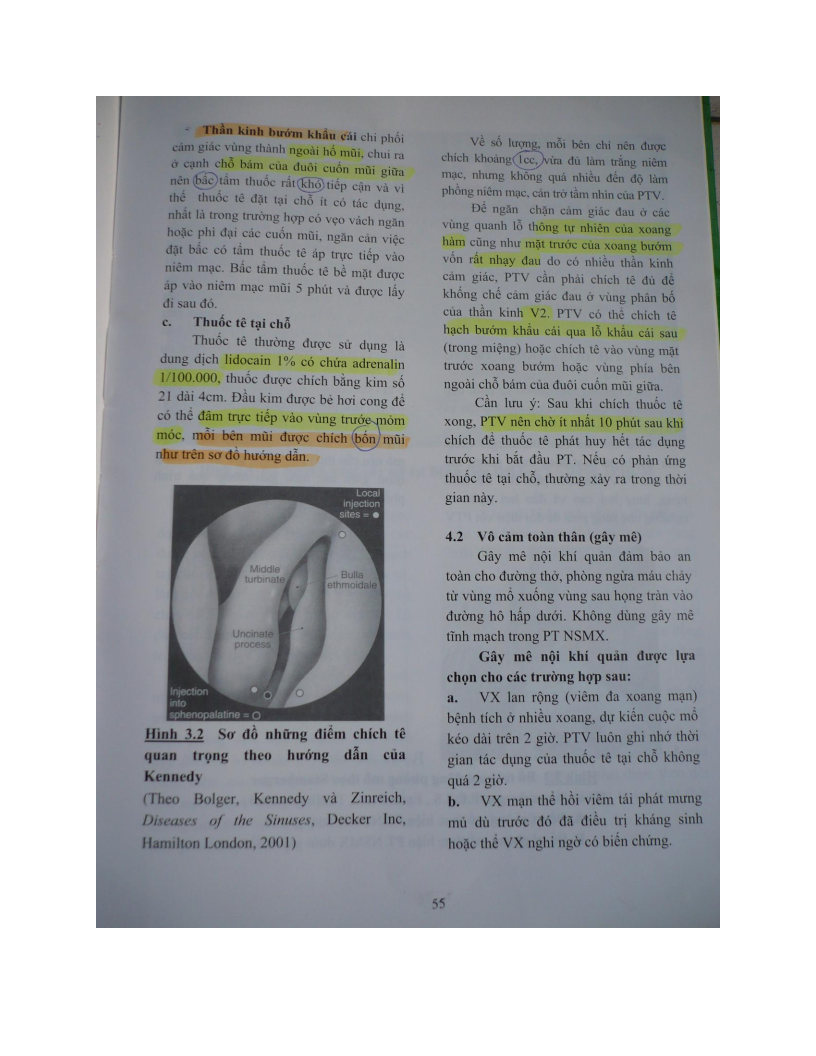 - Thần kinh bướm khẩu cái chi phối
cảm giác vùng thành ngoài hố mũi, chui ra
ở cạnh chỗ bám của đuôi cuốn mũi giữa
nên bấc tẩm thuốc rất khó tiếp cận và vì
thế thuốc tê đặt tại chỗ ít có tác dụng,
nhất là trong trường hợp có vẹo vách ngăn
hoặc phì đại các cuốn mũi, ngăn cản việc
đặt bấc có tẩm thuốc tê áp trực tiếp vào
niêm mạc. Bấc tẩm thuốc tê bề mặt được
áp vào niêm mạc mũi 5 phút và được lấy
đi sau đó.
c. Thuốc tê tại chỗ
Thuốc tê thường được sử dụng là
dung dịch lidocain 1% có chứa adrenalin
1/100.000, thuốc được chích bằng kim số
21 dài 4cm. Đầu kim được bẻ hơi cong để
có thể đâm trực tiếp vào vùng trước mỏm
móc, mỗi bên mũi được chích bốn mũi
như trên sơ đồ hướng dẫn.
Local
injection
sites =
Middle
turbinate
Bulla
ethmoidale
Uncinate
process
Injection
into
sphenopalatine =
Hình 3.2 Sơ đồ những điểm chích tê
quan trọng theo hướng dẫn của
Kennedy
(Theo Bolger, Kennedy và Zinreich,
Diseases of the Sinuses, Decker Inc,
Hamilton London, 2001)
Về số lượng, mỗi bên chỉ nên được
chích khoảng 1cc, vừa đủ làm trắng niêm
mạc, nhưng không quá nhiều đến độ làm
phồng niêm mạc, cản trở tầm nhìn của PTV.
Để ngăn chặn cảm giác đau ở các
vùng quanh lỗ thông tự nhiên của xoang
hàm cũng như mặt trước của xoang bướm
vốn rất nhạy đau do có nhiều thần kinh
cảm giác, PTV cần phải chích tê đủ để
khống chế cảm giác đau ở vùng phân bố
của thần kinh V2. PTV có thể chích tê
hạch bướm khẩu cái qua lỗ khẩu cái sau
(trong miệng) hoặc chích tê vào vùng mặt
trước xoang bướm hoặc vùng phía bên
ngoài chỗ bám của đuôi cuốn mũi giữa.
Cần lưu ý: Sau khi chích thuốc tê
xong, PTV nên chờ ít nhất 10 phút sau khi
chích để thuốc tê phát huy hết tác dụng
trước khi bắt đầu PT. Nếu có phản ứng
thuốc tê tại chỗ, thường xảy ra trong thời
gian này.
4.2 Vô cảm toàn thân (gây mê)
Gây mê nội khí quản đảm bảo an
toàn cho đường thở, phòng ngừa máu chảy
từ vùng mổ xuống vùng sau họng tràn vào
đường hô hấp dưới. Không dùng gây mê
tĩnh mạch trong PT NSMX.
Gây mê nội khí quản được lựa
chọn cho các trường hợp sau:
a. VX lan rộng (viêm đa xoang mạn)
bệnh tích ở nhiều xoang, dự kiến cuộc mổ
kéo dài trên 2 giờ. PTV luôn ghi nhớ thời
gian tác dụng của thuốc tê tại chỗ không
quá 2 giờ.
b. VX mạn thể hồi viêm tái phát mưng
mủ dù trước đó đã điều trị kháng sinh
hoặc thể VX nghi ngờ có biến chứng.
55